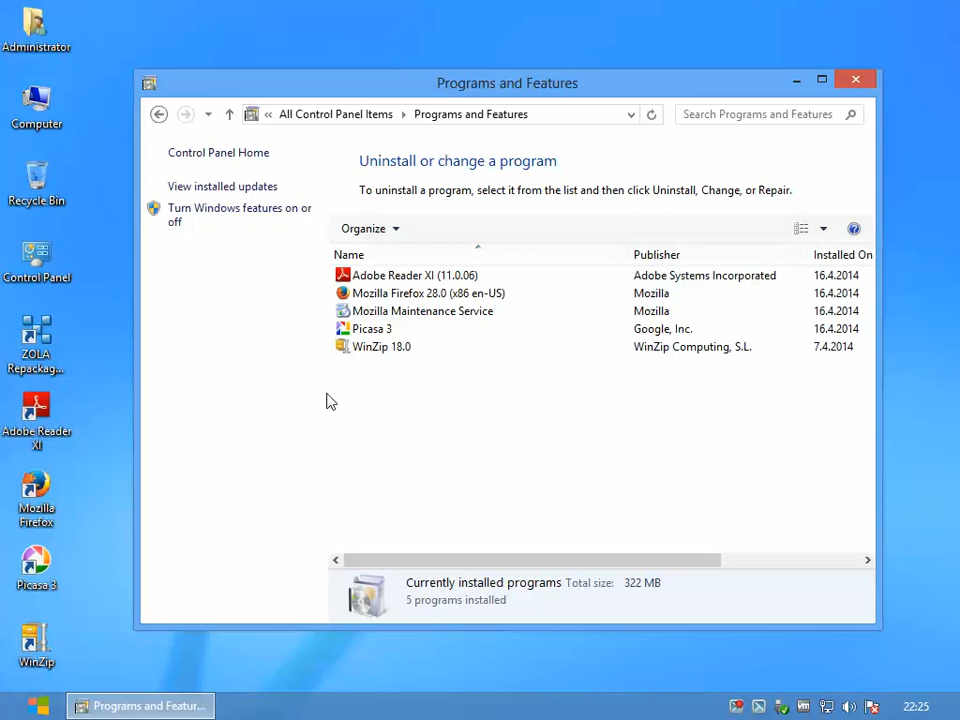 Administrator
Computer
Recycle Bin
Control Panel
ZOLA
Repackag...
Adobe Reader
XI
Mozilla
Firefox
Picasa 3
WinZip
Programs and Features
« All Control Panel Items Programs and Features
Search Programs and Features
Control Panel Home
View installed updates
Turn Windows features on or
off
Uninstall or change a program
To uninstall a program, select it from the list and then click Uninstall, Change, or Repair.
Organize
Name Publisher Installed On
Adobe Reader XI (11.0.06) Adobe Systems Incorporated 16.4.2014
Mozilla Firefox 28.0 (x86 en-US) Mozilla 16.4.2014
Mozilla Maintenance Service Mozilla 16.4.2014
Picasa 3 Google, Inc. 16.4.2014
WinZip 18.0 WinZip Computing, S.L. 7.4.2014
Currently installed programs Total size: 322 MB
5 programs installed
Programs and Featur...
22:25